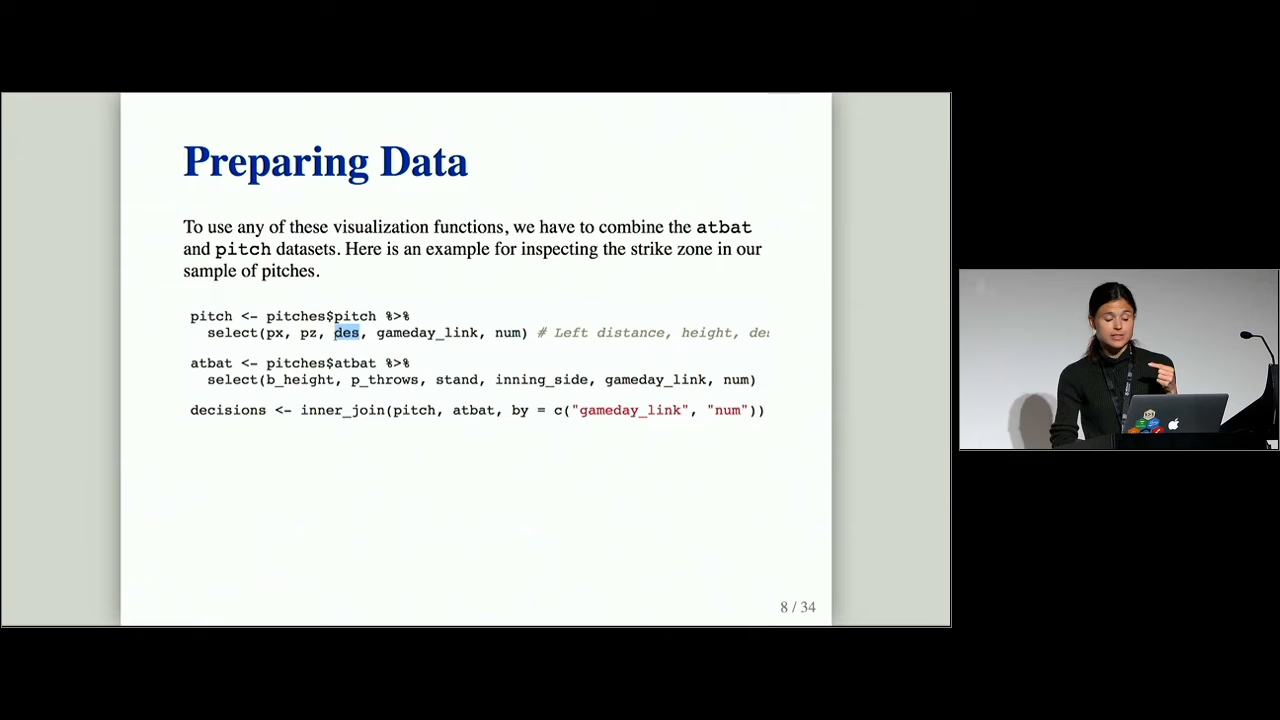 Preparing Data
To use any of these visualization functions, we have to combine the atbat
and pitch datasets. Here is an example for inspecting the strike zone in our
sample of pitches.
pitch <- pitches$pitch %>%
select(px, pz, des, gameday_link, num) # Left distance, height, des
atbat <- pitches$atbat %>%
select(b_height, p_throws, stand, inning_side, gameday_link, num)
decisions <- inner_join(pitch, atbat, by = c("gameday_link", "num"))
8 / 34